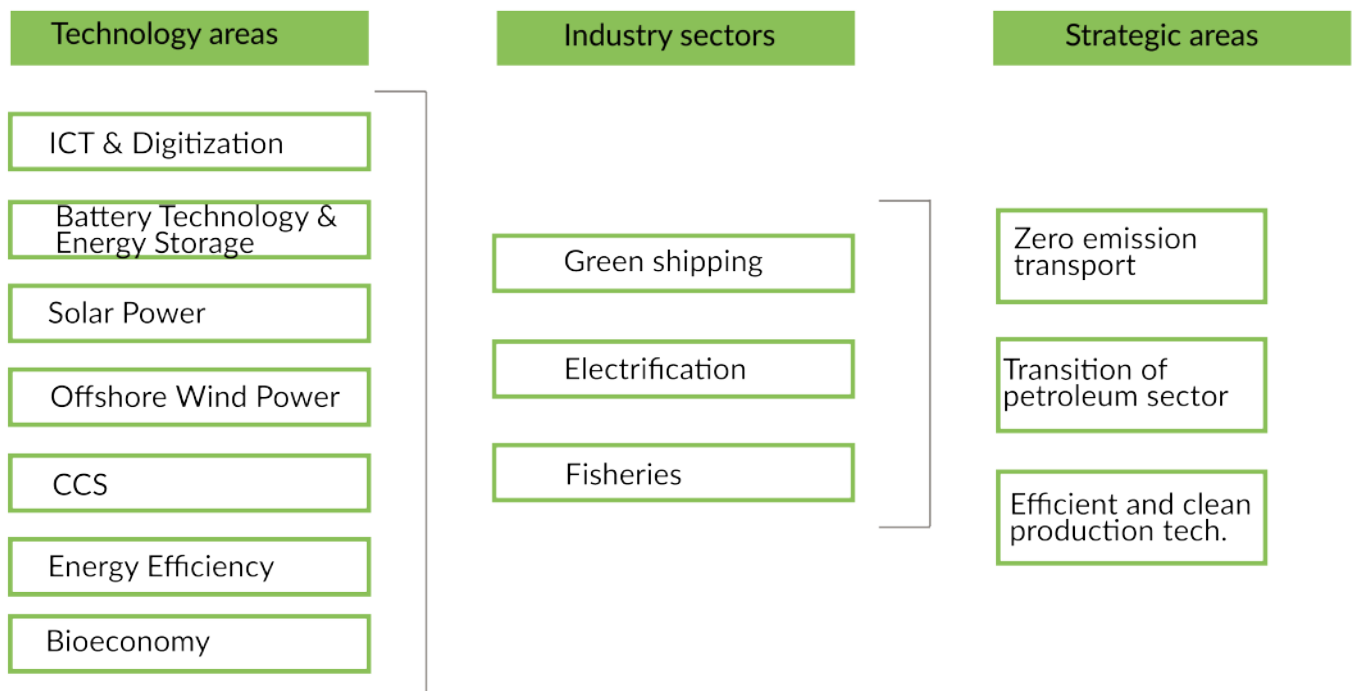 Technology areas
ICT & Digitization
Battery Technology &
Energy Storage
Solar Power
Offshore Wind Power
CCS
Energy Efficiency
Bioeconomy
Industry sectors
Green shipping
Electrification
Fisheries
Strategic areas
Zero emission
transport
Transition of
petroleum sector
Efficient and clean
production tech.